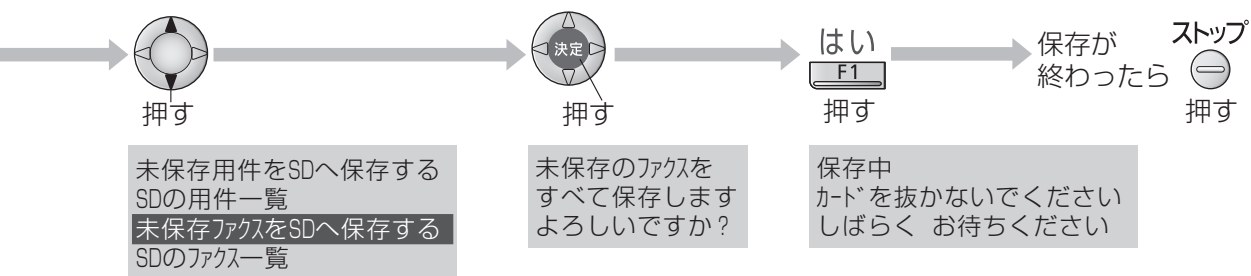 押す
未保存用件をSDへ保存する
SDの用件一覧
未保存ファクスをSDへ保存する
SDのファクス一覧
決定
押す
未保存のファクスを
すべて保存します
よろしいですか?
はい
F1
押す
保存中
カードを抜かないでください
しばらく お待ちください
保存が
終わったら
ストップ
押す